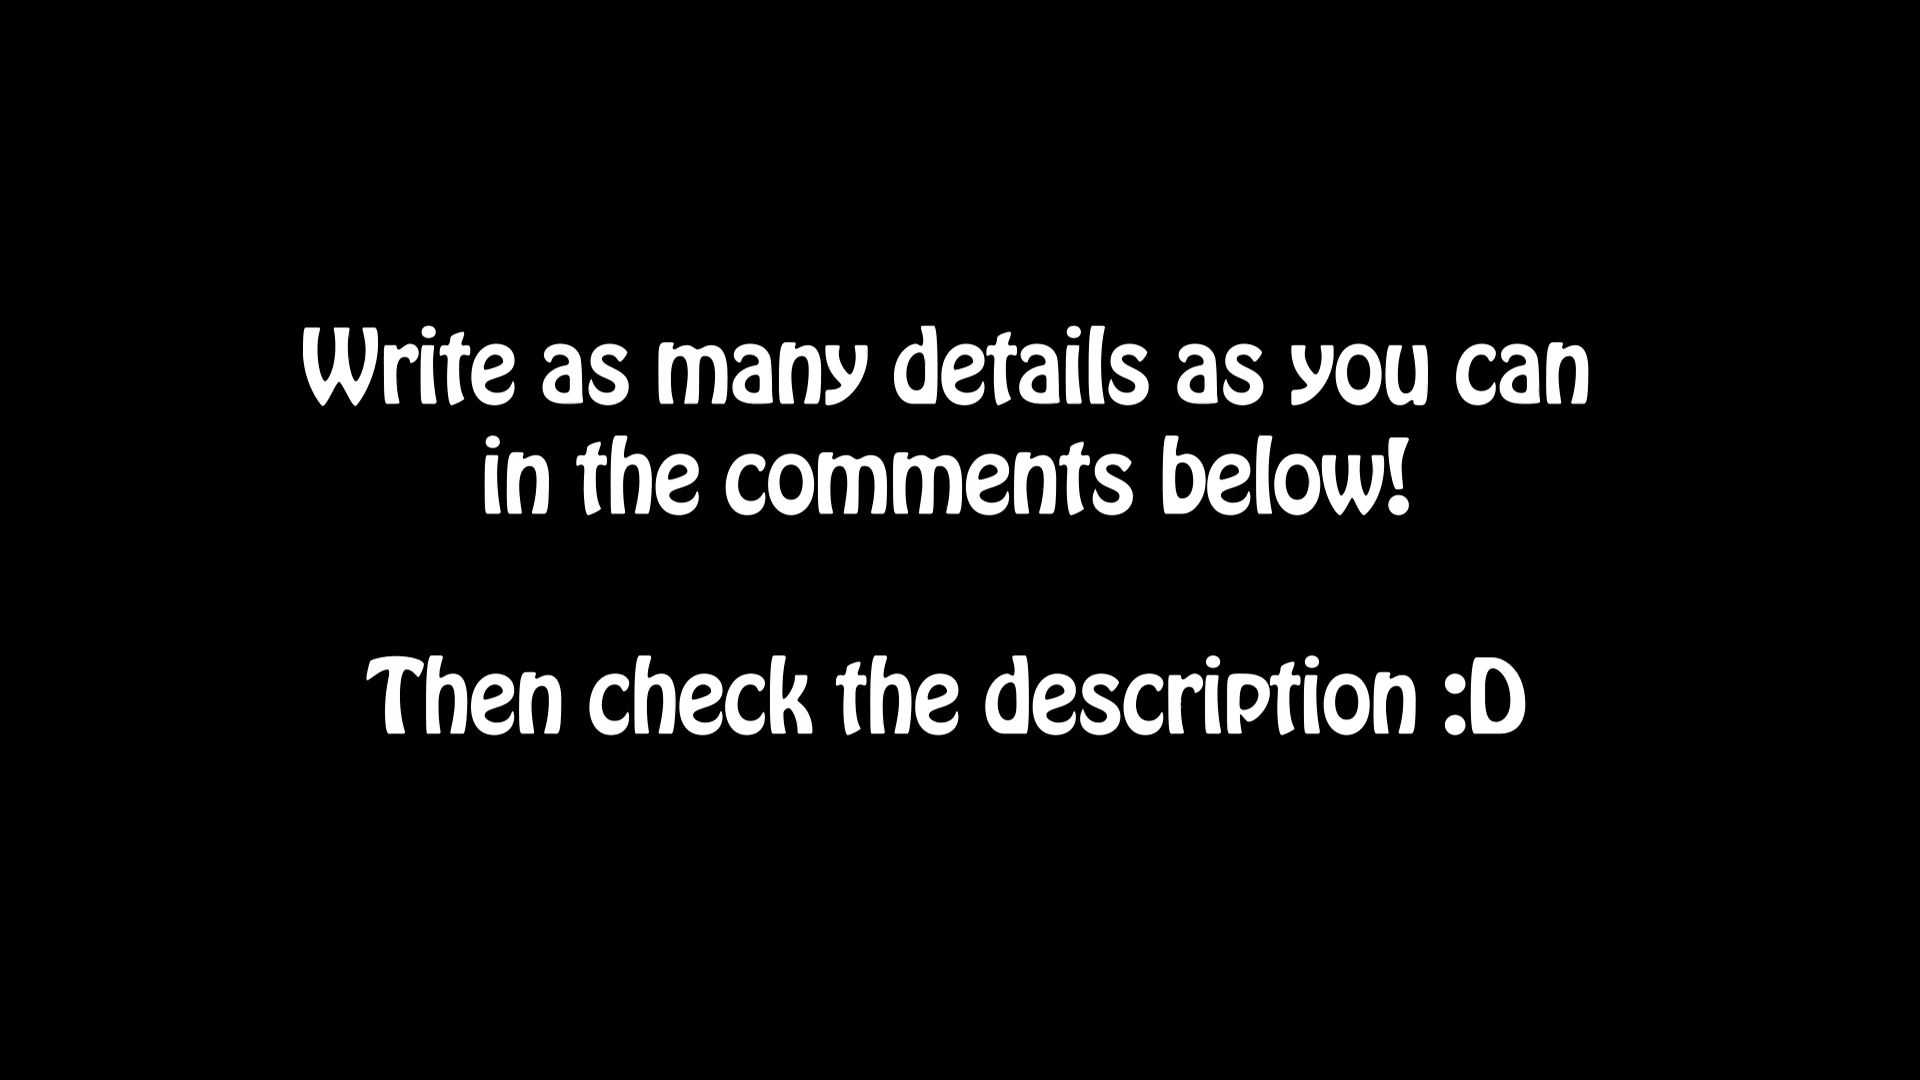 Write as many details as you can
in the comments below!
Then check the description :D